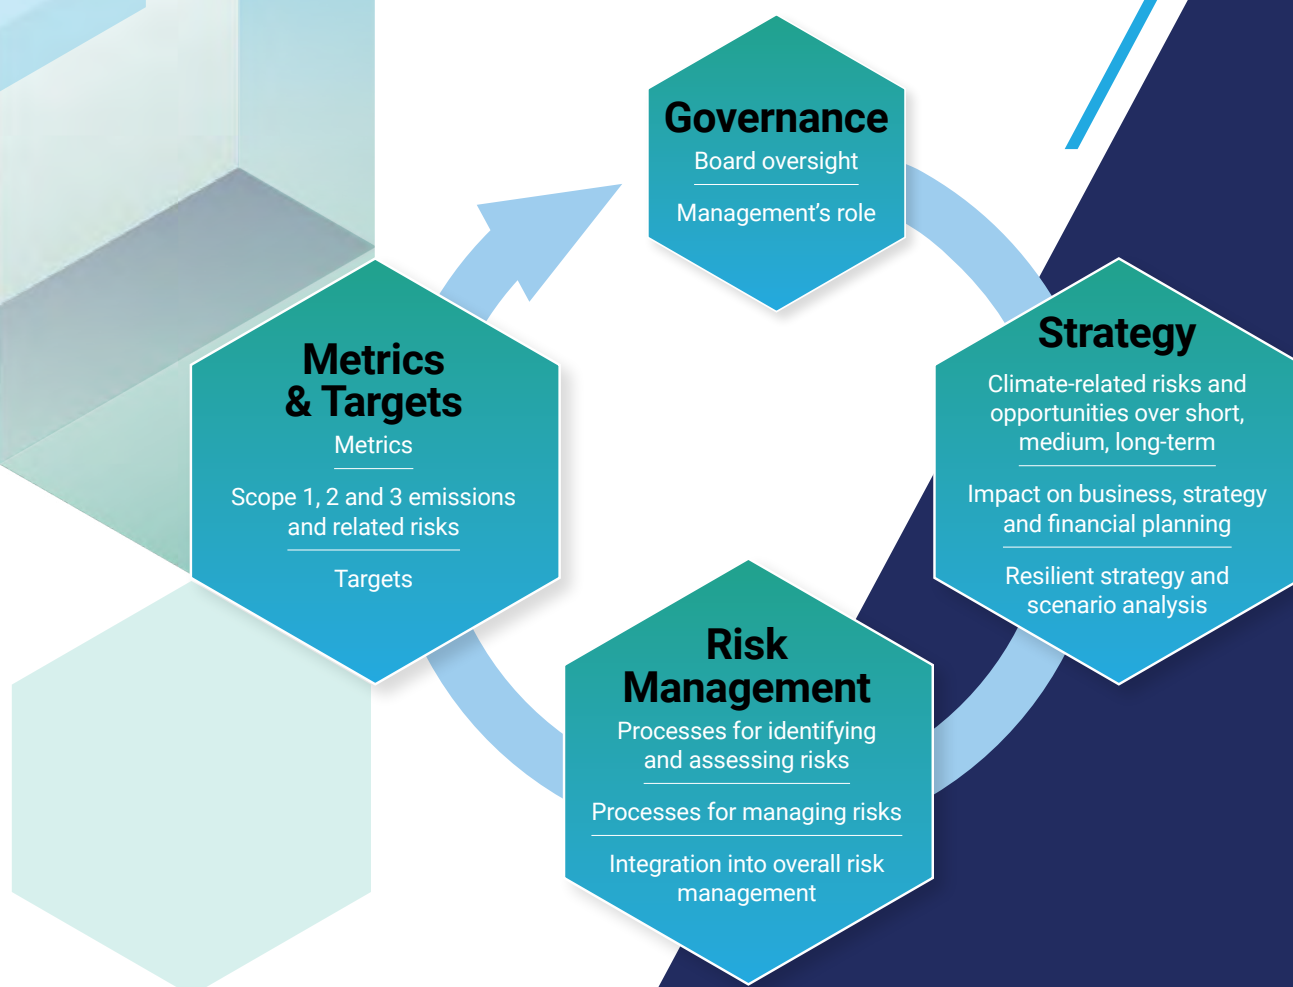 Governance
Board oversight
Management's role
Strategy
Climate-related risks and
opportunities over short,
medium, long-term
Impact on business, strategy
and financial planning
Resilient strategy and
scenario analysis
Risk
Management
Processes for identifying
and assessing risks
Processes for managing risks
Integration into overall risk
management
Metrics
& Targets
Metrics
Scope 1, 2 and 3 emissions
and related risks
Targets